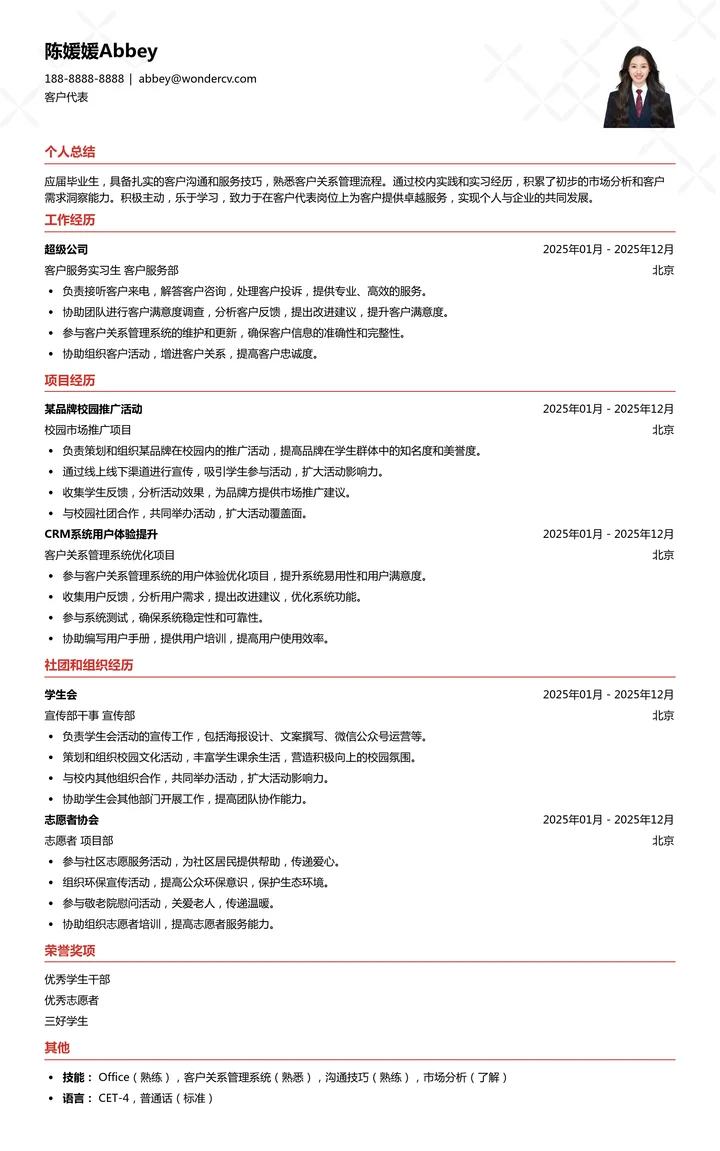 陈媛媛Abbey
188-8888-8888 | abbey@wondercv.com
客户代表
个人总结
应届毕业生，具备扎实的客户沟通和服务技巧，熟悉客户关系管理流程。通过校内实践和实习经历，积累了初步的市场分析和客户
需求洞察能力。积极主动，乐于学习，致力于在客户代表岗位上为客户提供卓越服务，实现个人与企业的共同发展。
工作经历
超级公司 2025年01月 - 2025年12月
客户服务实习生 客户服务部 北京
• 负责接听客户来电，解答客户咨询，处理客户投诉，提供专业、高效的服务。
• 协助团队进行客户满意度调查，分析客户反馈，提出改进建议，提升客户满意度。
• 参与客户关系管理系统的维护和更新，确保客户信息的准确性和完整性。
• 协助组织客户活动，增进客户关系，提高客户忠诚度。
项目经历
某品牌校园推广活动 2025年01月 - 2025年12月
校园市场推广项目 北京
• 负责策划和组织某品牌在校园内的推广活动，提高品牌在学生群体中的知名度和美誉度。
• 通过线上线下渠道进行宣传，吸引学生参与活动，扩大活动影响力。
• 收集学生反馈，分析活动效果，为品牌方提供市场推广建议。
• 与校园社团合作，共同举办活动，扩大活动覆盖面。
CRM系统用户体验提升 2025年01月 - 2025年12月
客户关系管理系统优化项目 北京
• 参与客户关系管理系统的用户体验优化项目，提升系统易用性和用户满意度。
• 收集用户反馈，分析用户需求，提出改进建议，优化系统功能。
• 参与系统测试，确保系统稳定性和可靠性。
• 协助编写用户手册，提供用户培训，提高用户使用效率。
社团和组织经历
学生会 2025年01月 - 2025年12月
宣传部干事 宣传部 北京
• 负责学生会活动的宣传工作，包括海报设计、文案撰写、微信公众号运营等。
• 策划和组织校园文化活动，丰富学生课余生活，营造积极向上的校园氛围。
• 与校内其他组织合作，共同举办活动，扩大活动影响力。
• 协助学生会其他部门开展工作，提高团队协作能力。
志愿者协会 2025年01月 - 2025年12月
志愿者 项目部 北京
• 参与社区志愿服务活动，为社区居民提供帮助，传递爱心。
• 组织环保宣传活动，提高公众环保意识，保护生态环境。
• 参与敬老院慰问活动，关爱老人，传递温暖。
• 协助组织志愿者培训，提高志愿者服务能力。
荣誉奖项
优秀学生干部
优秀志愿者
三好学生
其他
• 技能： Office（熟练），客户关系管理系统（熟悉），沟通技巧（熟练），市场分析（了解）
• 语言： CET-4，普通话（标准）